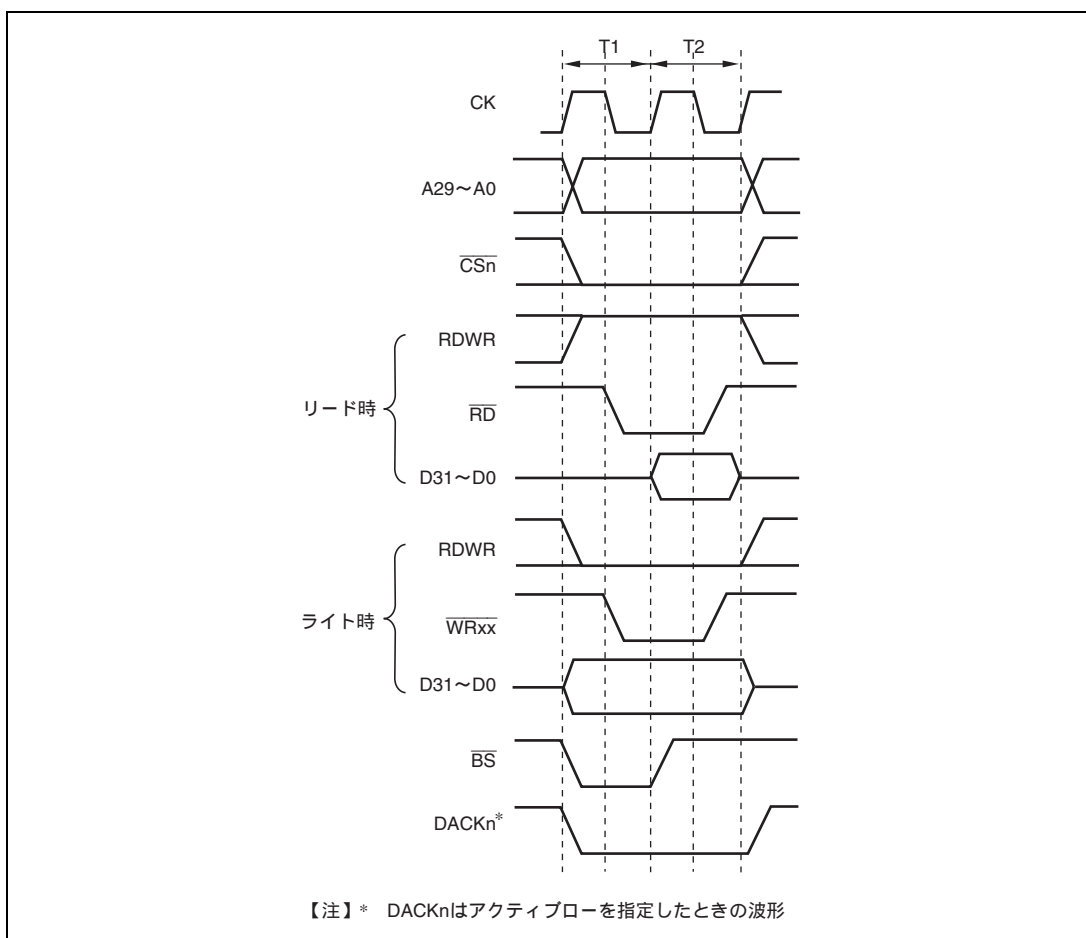 T1 T2
CK
A29～A0
CSn
RDWR
リード時
RD
D31～D0
RDWR
ライト時
WRxx
D31～D0
BS
DACKn*
【注】* DACKnはアクティブローを指定したときの波形